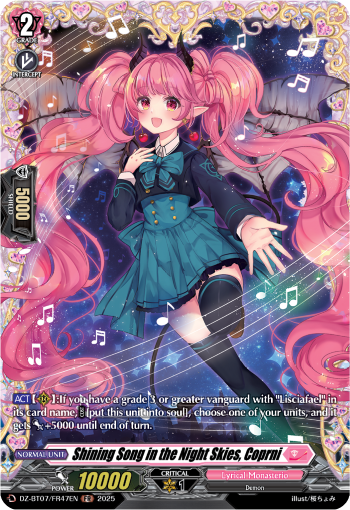 2
GRADE
INTERCEPT
5000
SHIELD
ACT【】:If you have a grade 3 or greater vanguard with "Lisciafael" in
its card name, [put this unit into soul], choose one of your units, and it
gets +5000 until end of turn.
NORMAL UNIT
Shining Song in the Night Skies, Coprni
POWER 10000
CRITICAL
1
Lyrical Monasterio
Demon
DZ-BT07/FR47EN FR 2025
illust/桜ちょみ